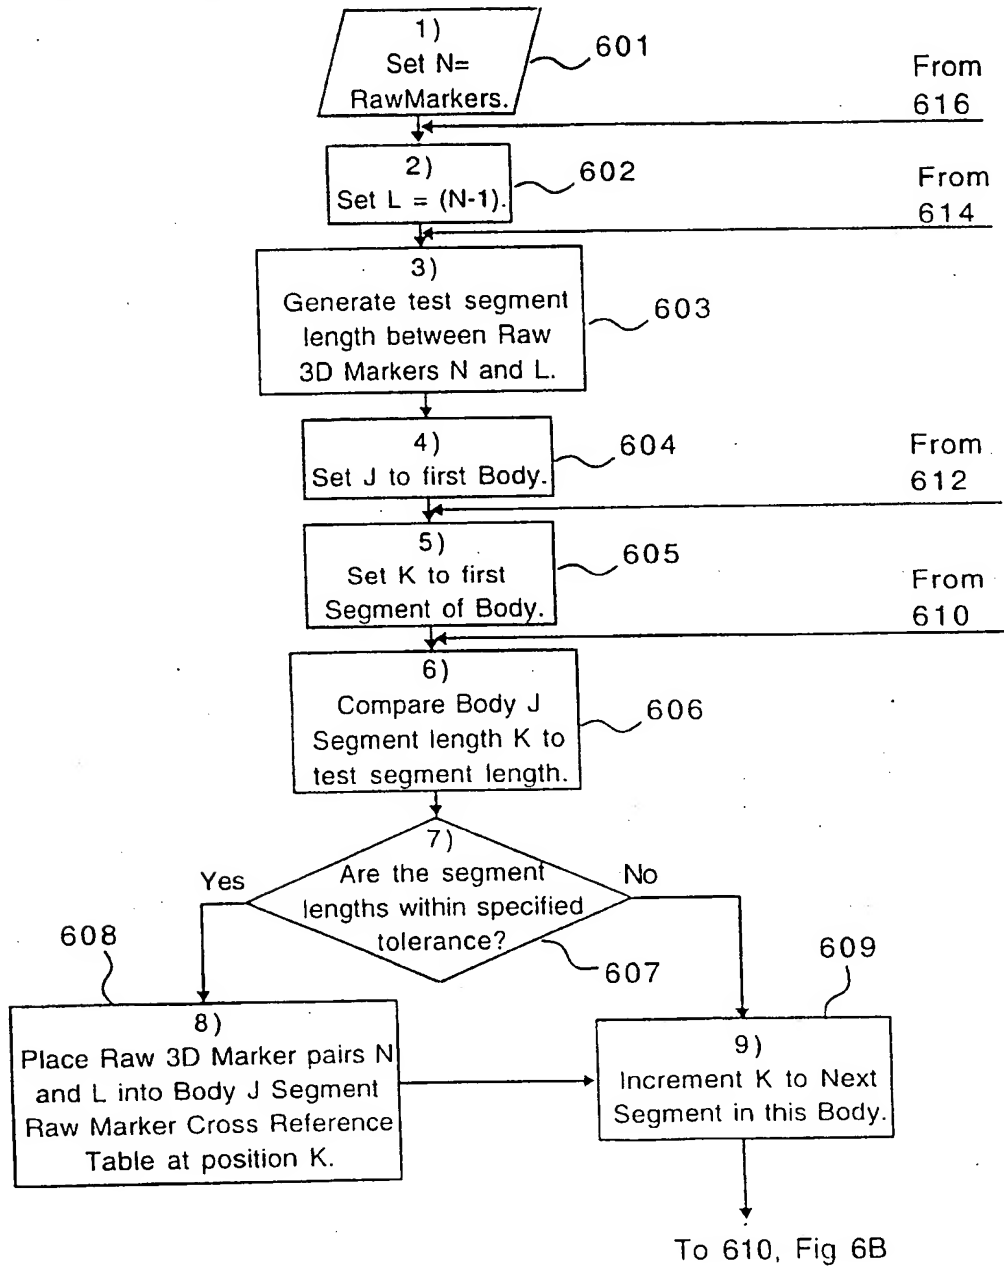 1)
Set N=
RawMarkers.
601
From
616
2)
Set L = (N-1).
602
From
614
3)
Generate test segment
length between Raw
3D Markers N and L.
603
4)
Set J to first Body.
604
From
612
5)
Set K to first
Segment of Body.
605
From
610
6)
Compare Body J
Segment length K to
test segment length.
606
7)
Are the segment
lengths within specified
tolerance?
Yes
No
607
608
609
8)
Place Raw 3D Marker pairs N
and L into Body J Segment
Raw Marker Cross Reference
Table at position K.
9)
Increment K to Next
Segment in this Body.
To 610, Fig 6B